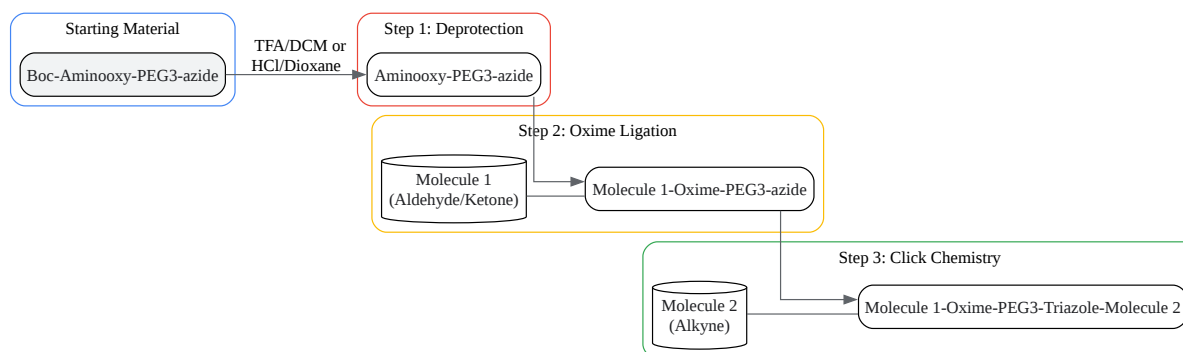 Starting Material
Boc-Aminooxy-PEG3-azide
TFA/DCM or
HCl/Dioxane
Step 1: Deprotection
Aminooxy-PEG3-azide
Step 2: Oxime Ligation
Molecule 1
(Aldehyde/Ketone)
Molecule 1-Oxime-PEG3-azide
Step 3: Click Chemistry
Molecule 2
(Alkyne)
Molecule 1-Oxime-PEG3-Triazole-Molecule 2